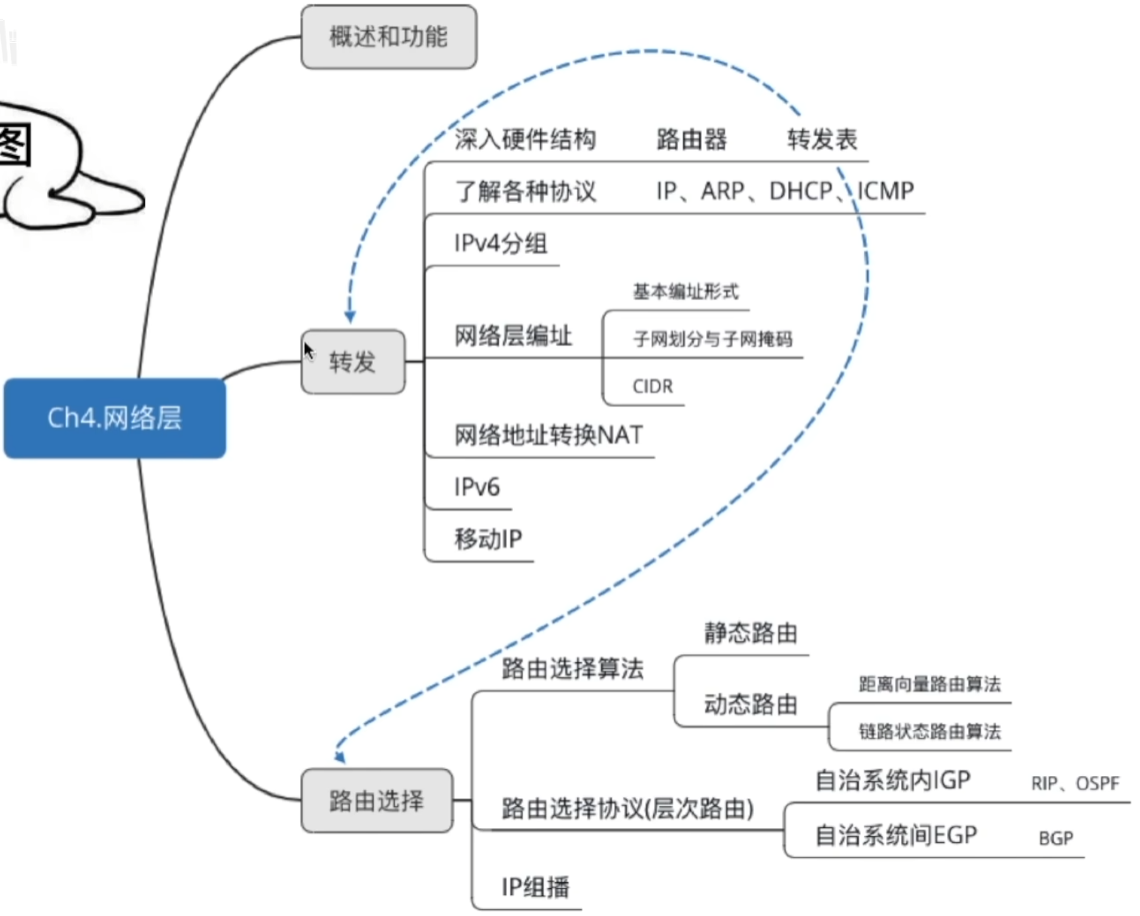 概述和功能
图
深入硬件结构 路由器 转发表
了解各种协议 IP、ARP、DHCP、ICMP
IPv4分组
基本编址形式
网络层编址
子网划分与子网掩码
CIDR
转发
Ch4.网络层
网络地址转换NAT
IPv6
移动IP
静态路由
路由选择算法
动态路由
距离向量路由算法
链路状态路由算法
路由选择
自治系统内IGP RIP、OSPF
路由选择协议(层次路由)
自治系统间EGP BGP
IP组播